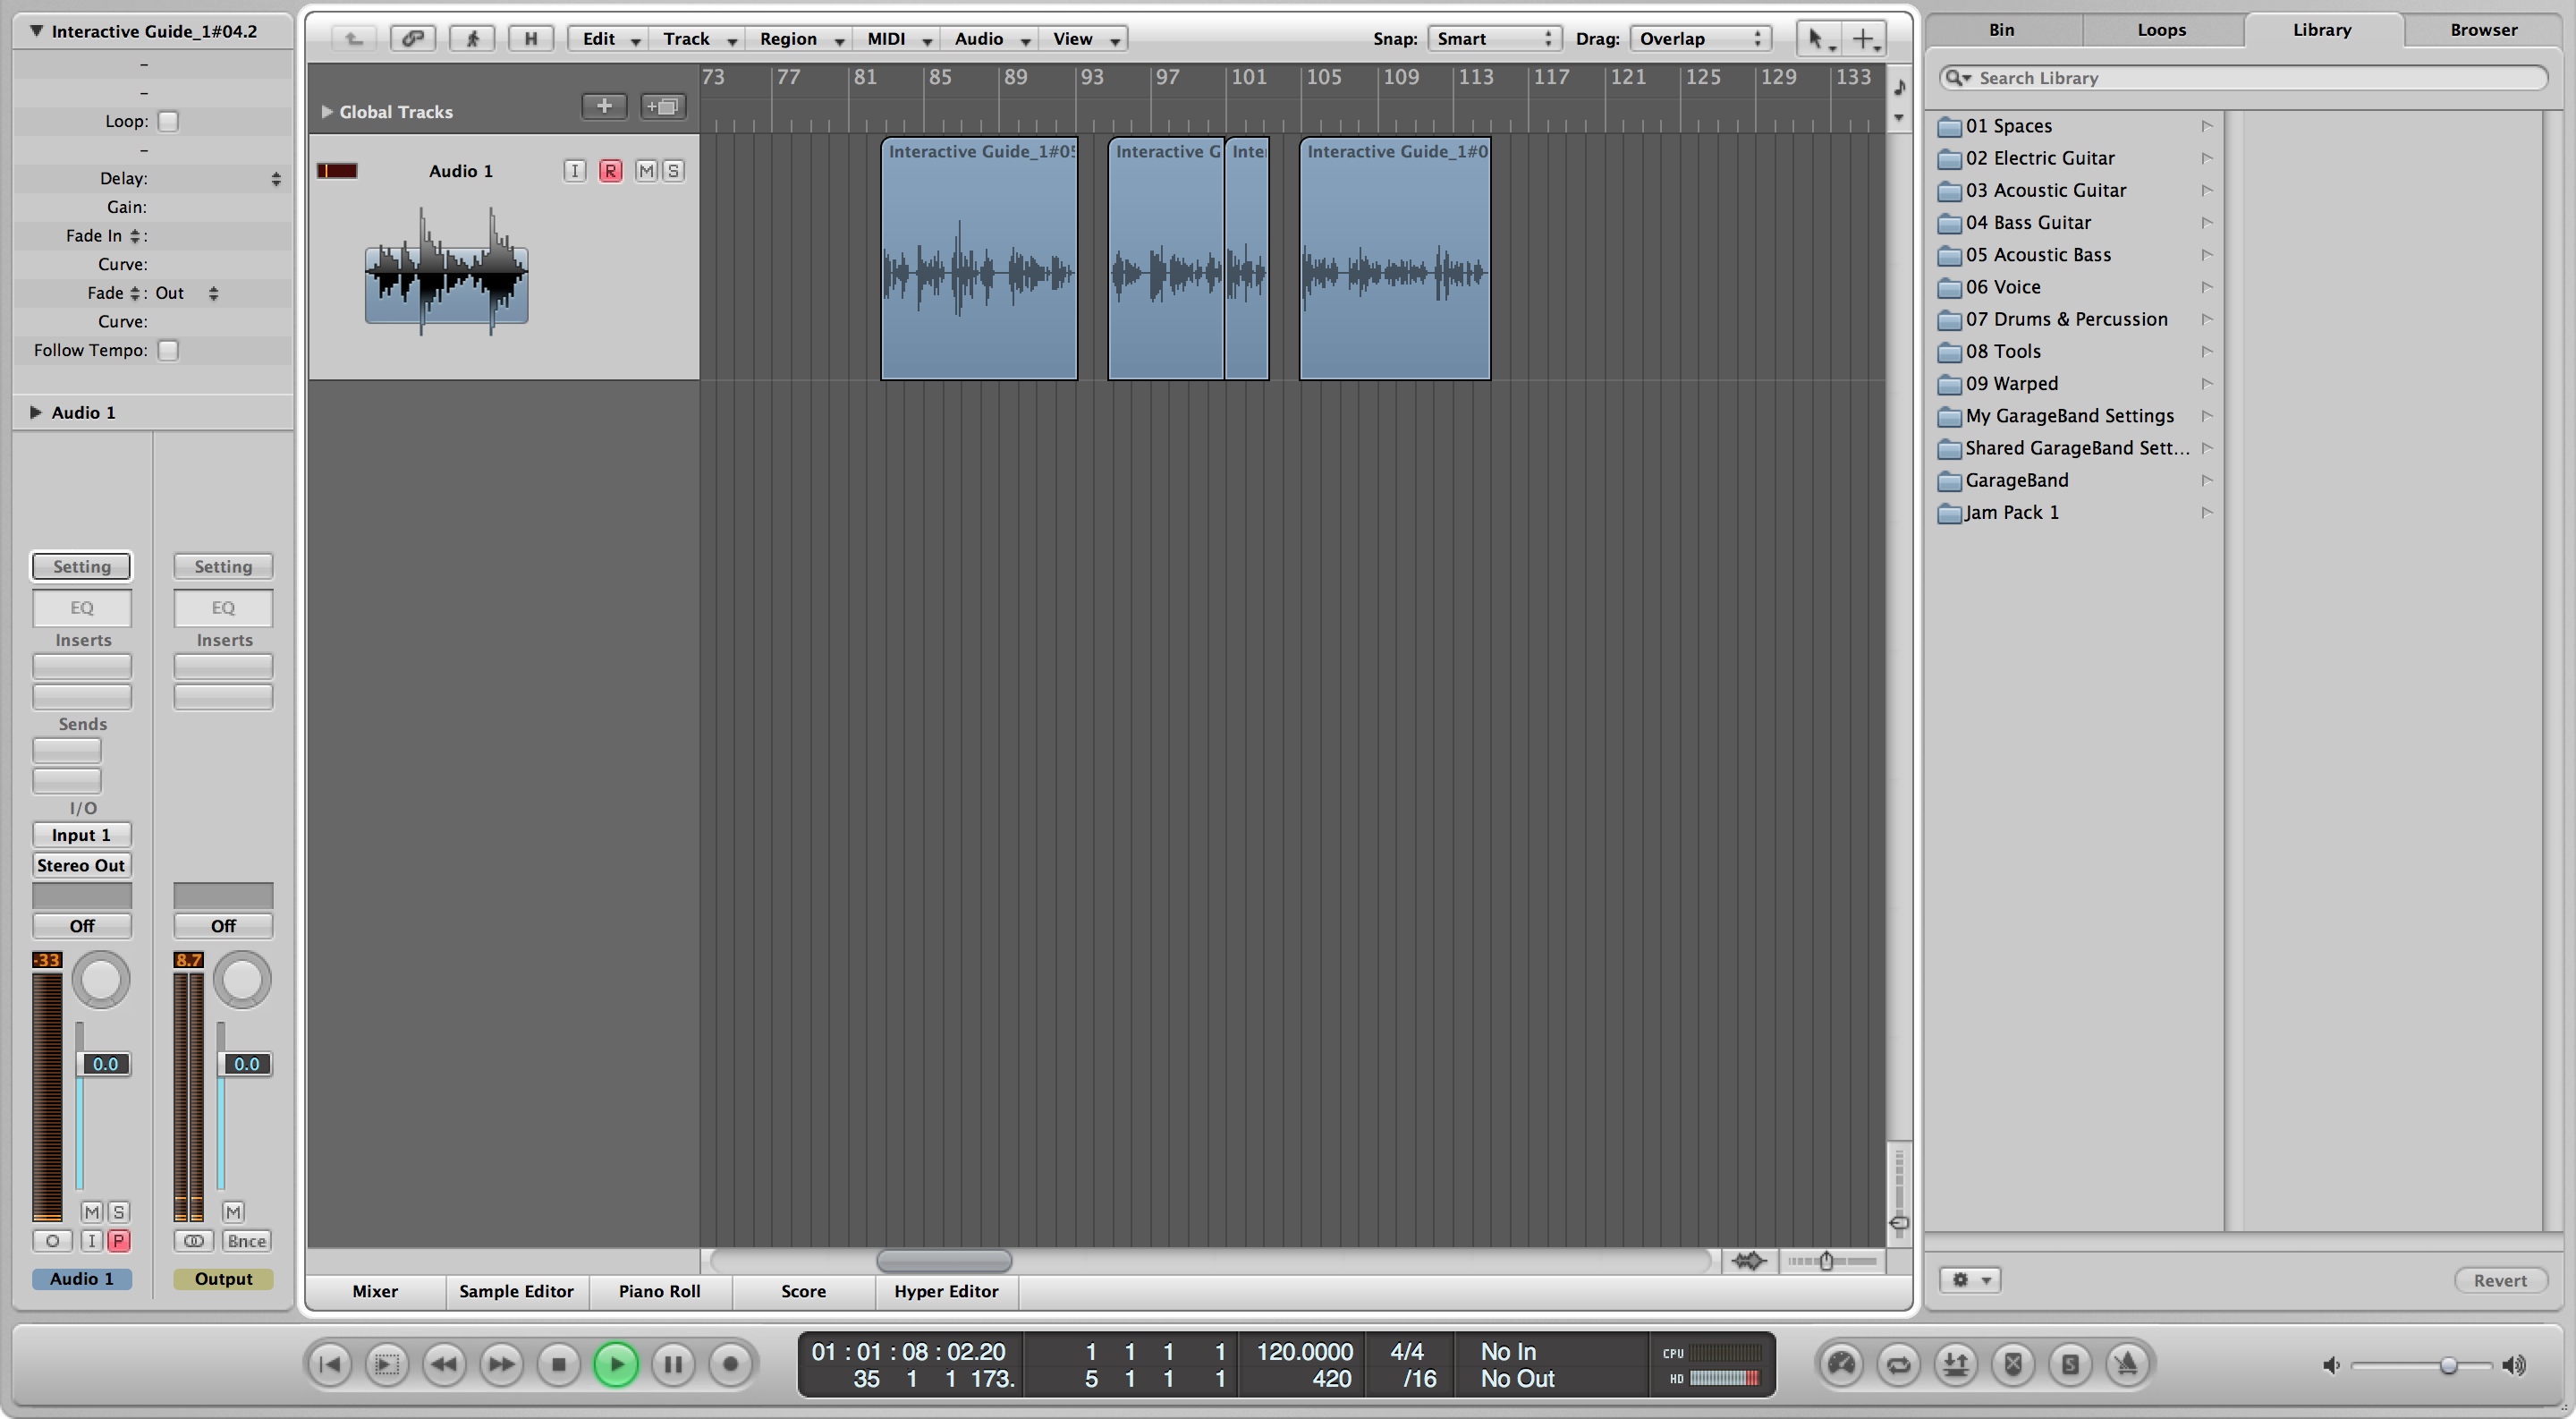 Interactive Guide_1#04.2
–
–
Loop:
–
Delay:
Gain:
Fade In :
Curve:
Fade : Out
Curve:
Follow Tempo:
Audio 1
Setting Setting
EQ EQ
Inserts Inserts
Sends
I/O
Input 1
Stereo Out
Off Off
-33 8.7
0.0 0.0
M S M
I P Bnce
Audio 1 Output
H Edit Track Region MIDI Audio View Snap: Smart Drag: Overlap
73 77 81 85 89 93 97 101 105 109 113 117 121 125 129 133
Global Tracks
Audio 1 I R M S
Interactive Guide_1#0 Interactive G Inte Interactive Guide_1#0
Mixer Sample Editor Piano Roll Score Hyper Editor
Bin Loops Library Browser
Search Library
01 Spaces
02 Electric Guitar
03 Acoustic Guitar
04 Bass Guitar
05 Acoustic Bass
06 Voice
07 Drums & Percussion
08 Tools
09 Warped
My GarageBand Settings
Shared GarageBand Sett...
GarageBand
Jam Pack 1
Revert
01 : 01 : 08 : 02.20 1 1 1 1 120.0000 4/4 No In CPU
35 1 1 173. 5 1 1 1 420 /16 No Out HD
S